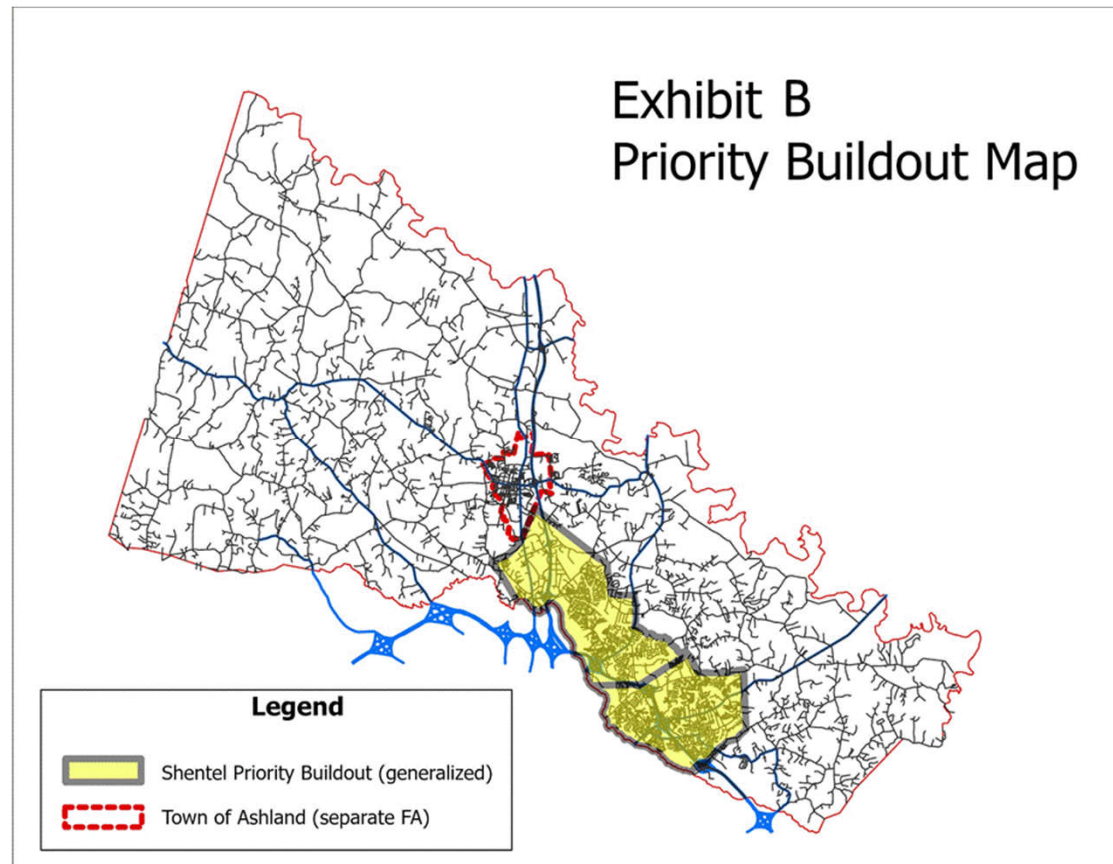 Exhibit B
Priority Buildout Map
Legend
Shentel Priority Buildout (generalized)
Town of Ashland (separate FA)